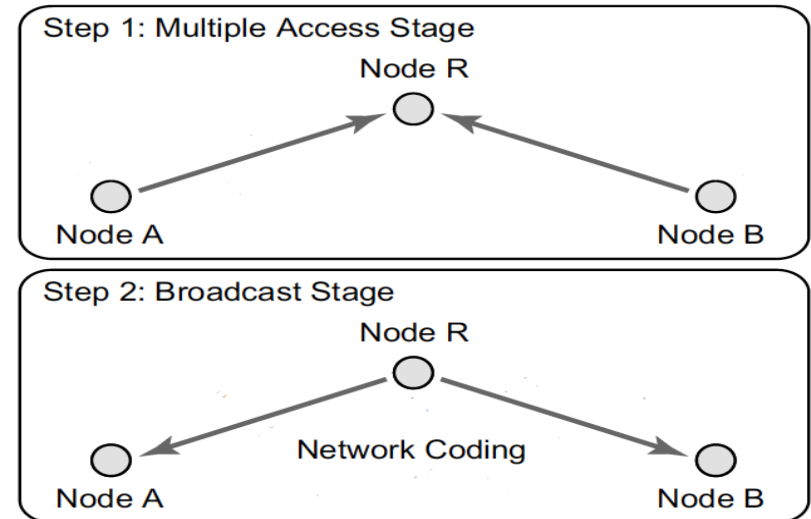 Step 1: Multiple Access Stage
Node R
Node A
Node B
Step 2: Broadcast Stage
Node R
Network Coding
Node A
Node B